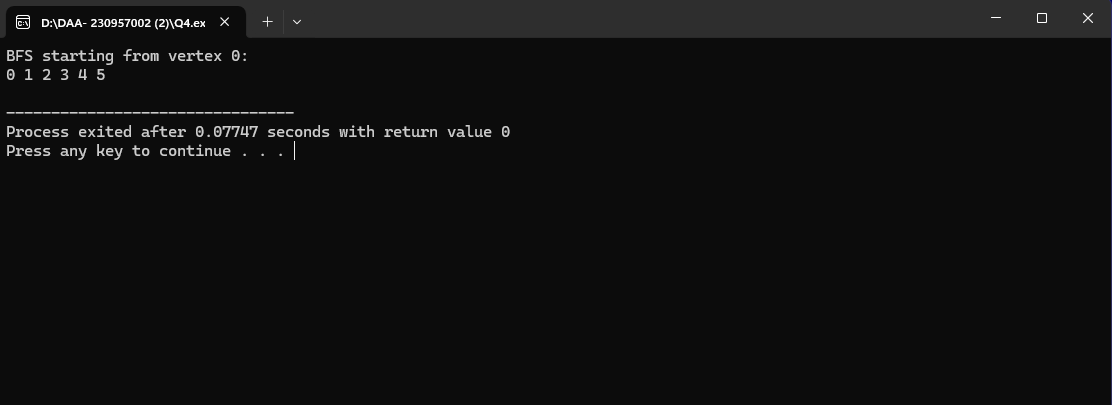 D:\DAA- 230957002 (2)\Q4.ex
BFS starting from vertex 0:
0 1 2 3 4 5
--------------------------------
Process exited after 0.07747 seconds with return value 0
Press any key to continue . . .